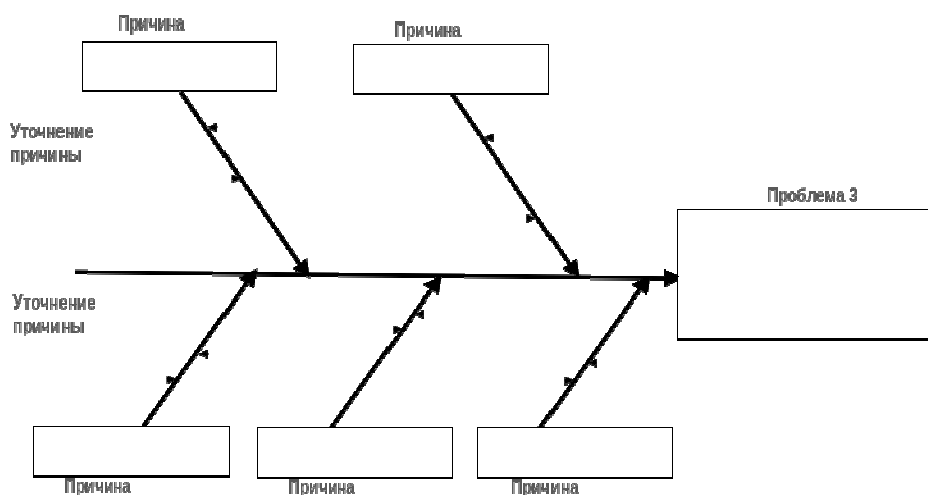 Причина
Причина
Уточнение
причины
Проблема 3
Уточнение
причины
Причина
Причина
Причина